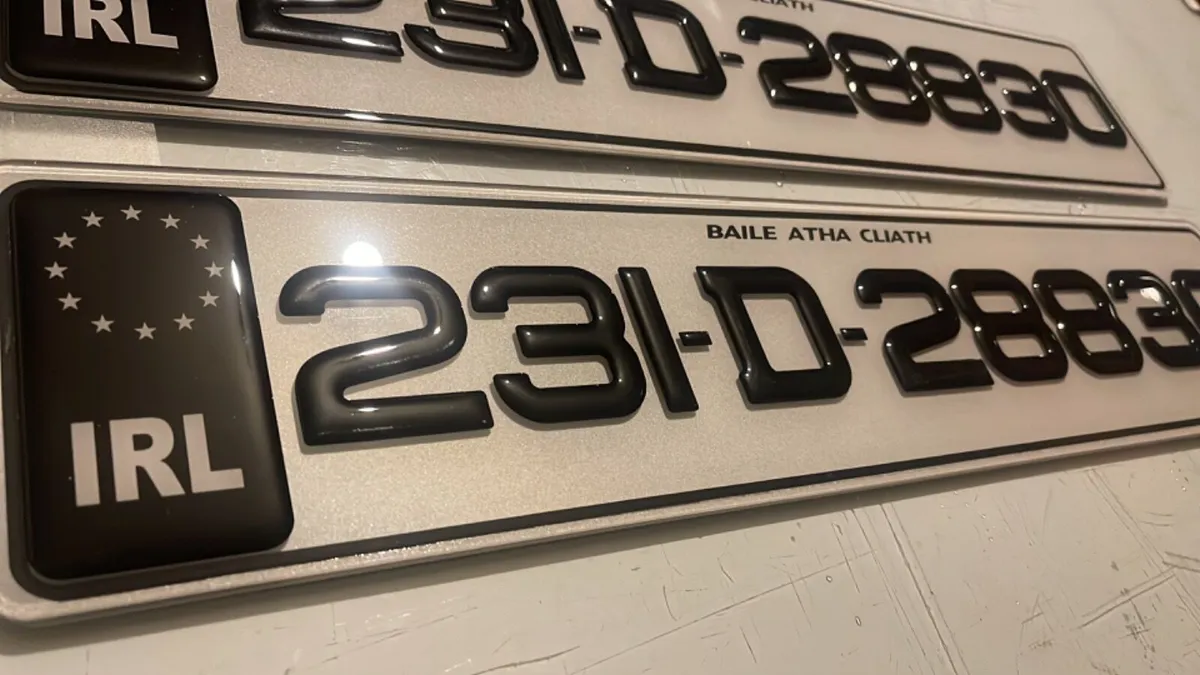 CLIATH
IRL
231-D-28830
BAILE ATHA CLIATH
IRL
231-D-2883